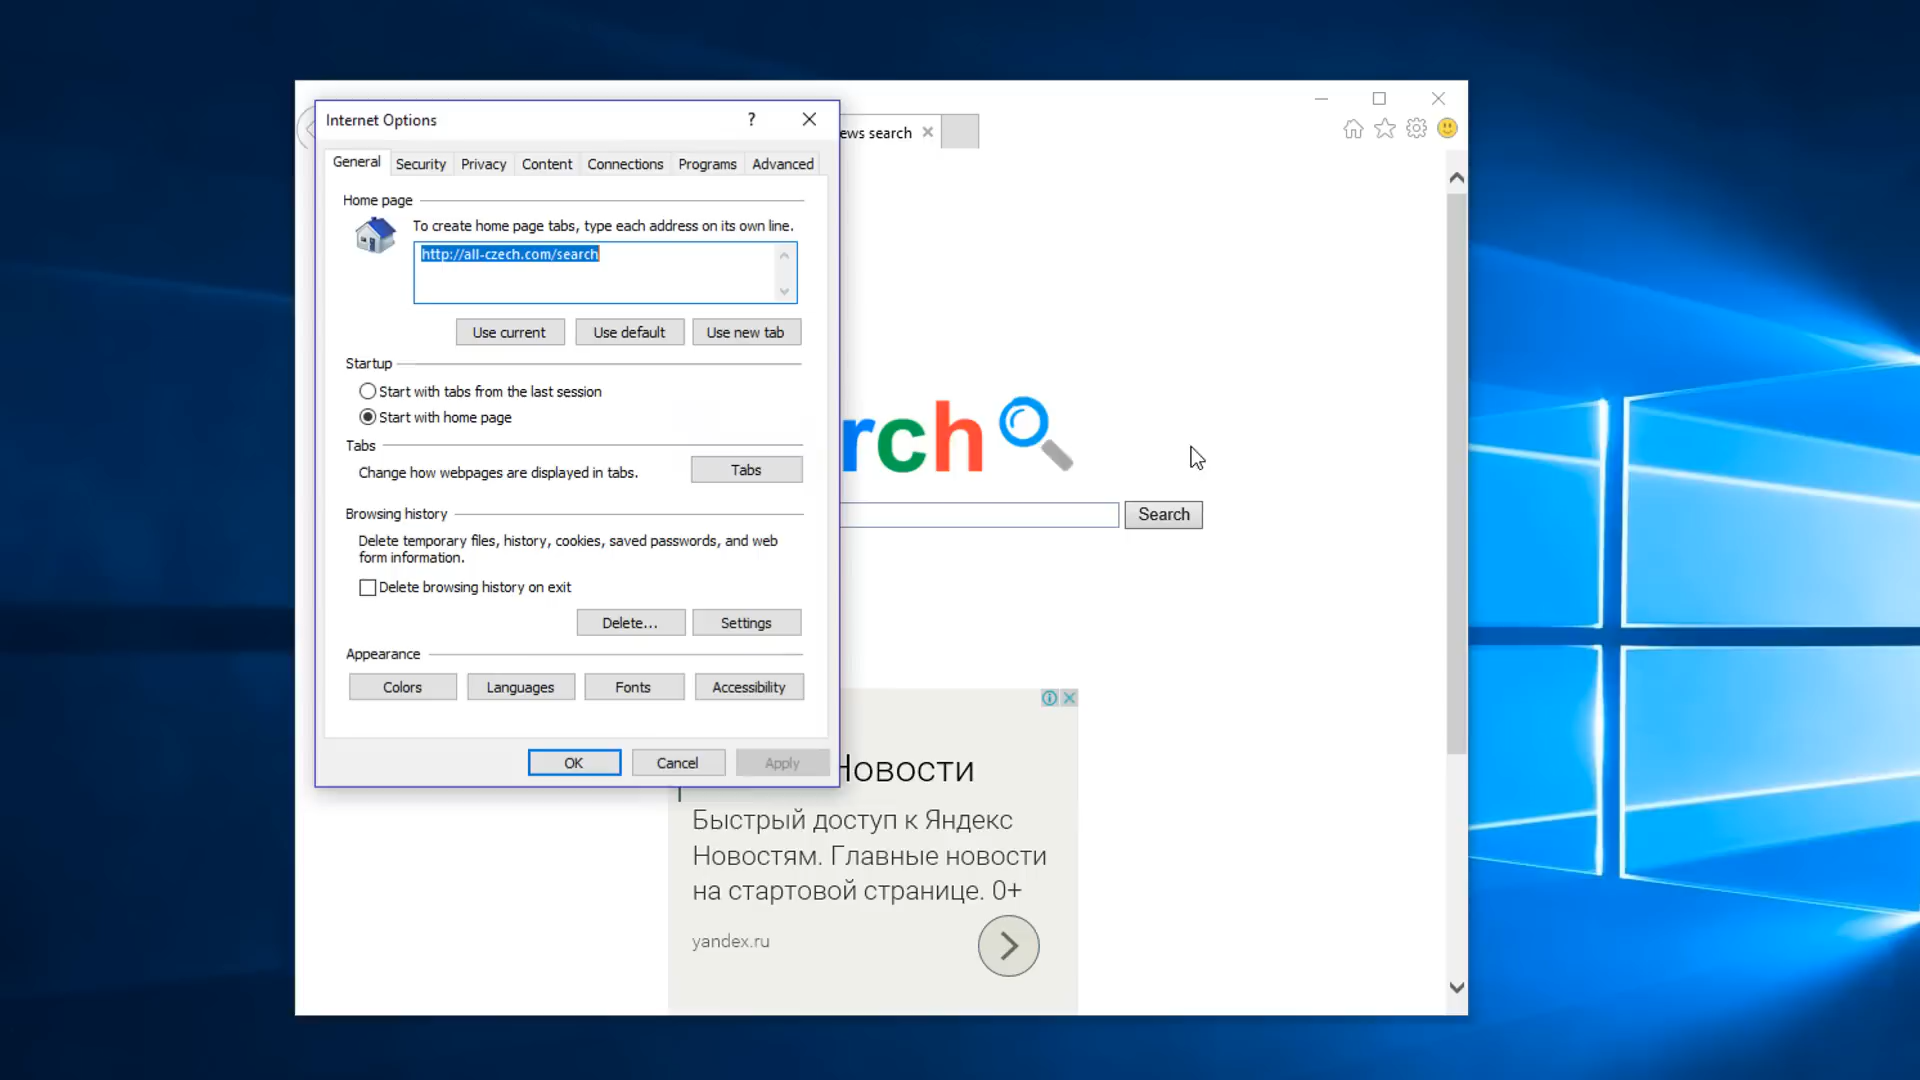 Internet Options
?
ews search
General
Security
Privacy
Content
Connections
Programs
Advanced
Home page
To create home page tabs, type each address on its own line.
http://all-czech.com/search
Use current
Use default
Use new tab
Startup
Start with tabs from the last session
Start with home page
Tabs
Change how webpages are displayed in tabs.
Tabs
Browsing history
Delete temporary files, history, cookies, saved passwords, and web
form information.
Delete browsing history on exit
Delete...
Settings
Appearance
Colors
Languages
Fonts
Accessibility
OK
Cancel
Apply
rch
Search
Новости
Быстрый доступ к Яндекс
Новостям. Главные новости
на стартовой странице. 0+
yandex.ru